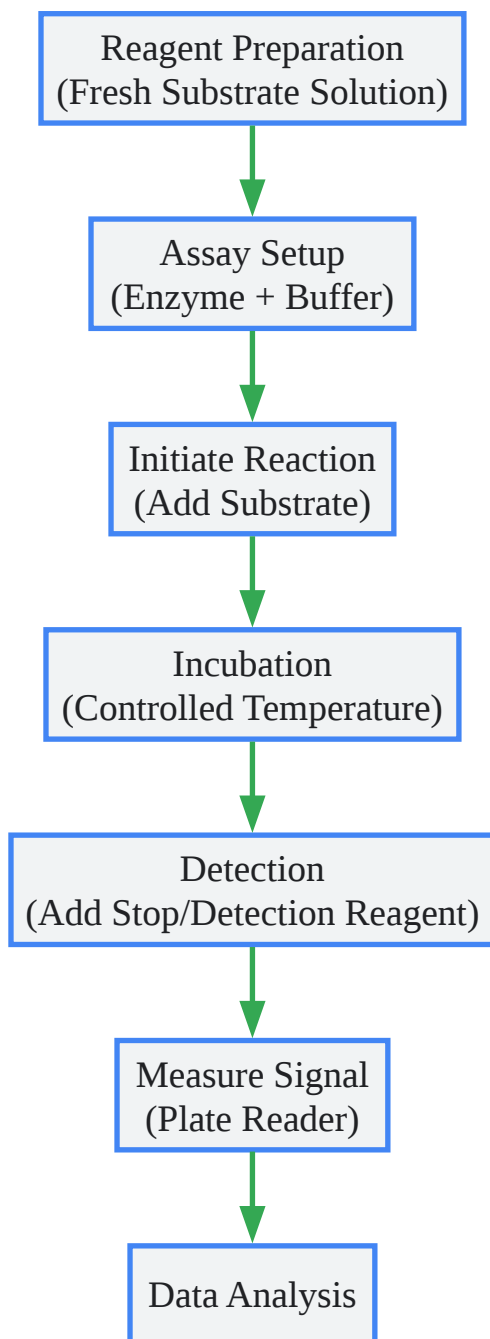 Reagent Preparation
(Fresh Substrate Solution)
Assay Setup
(Enzyme + Buffer)
Initiate Reaction
(Add Substrate)
Incubation
(Controlled Temperature)
Detection
(Add Stop/Detection Reagent)
Measure Signal
(Plate Reader)
Data Analysis